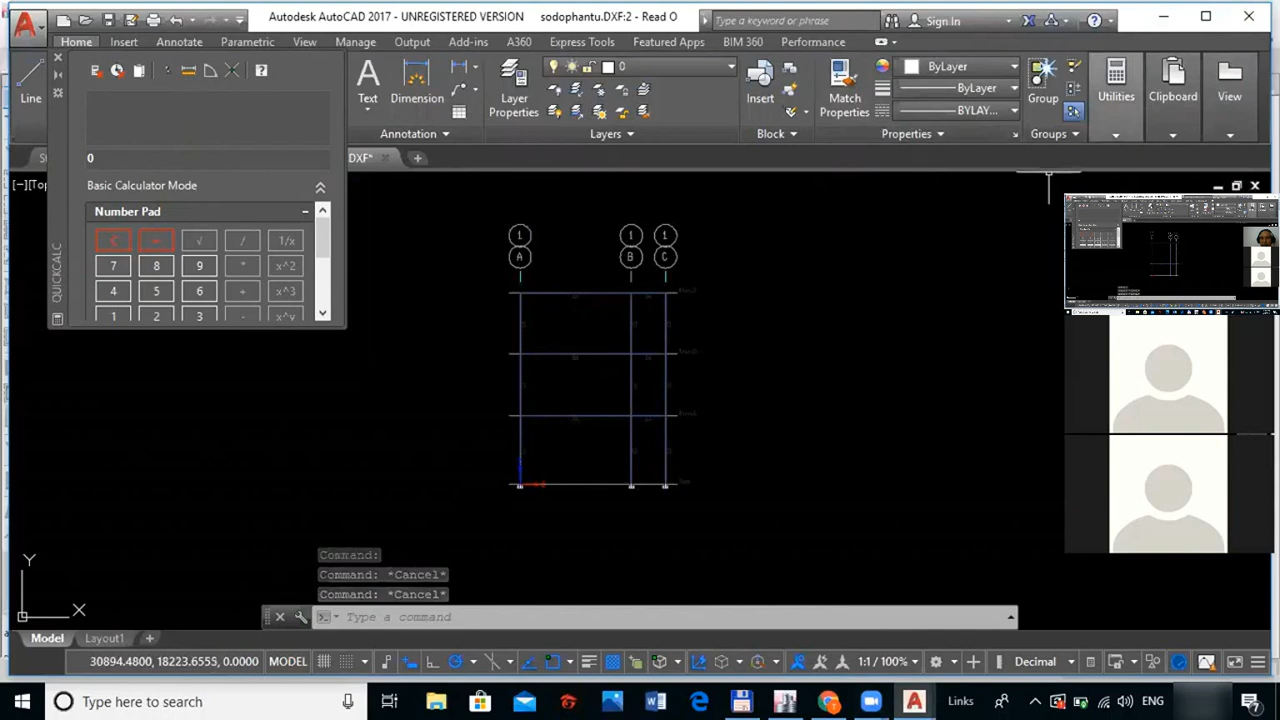 Autodesk AutoCAD 2017 - UNREGISTERED VERSION sodophantu.DXF:2 - Read O
Type a keyword or phrase
Sign In
Home Insert Annotate Parametric View Manage Output Add-ins A360 Express Tools Featured Apps BIM 360 Performance
Line
Text
Dimension
Annotation
Layer
Properties
0
Layers
Insert
Block
Match
Properties
ByLayer
ByLayer
BYLAY...
Properties
Group
Groups
Utilities
Clipboard
View
DXF*
0
Basic Calculator Mode
Number Pad
C √ / 1/x
7 8 9 * x^2
4 5 6 + x^3
1 2 3 - x^y
QUICKCALC
[−][Top
1 1 1
A B C
Y
X
Command:
Command: *Cancel*
Command: *Cancel*
Type a command
Model Layout1
30894.4800, 18223.6555, 0.0000 MODEL 1:1 / 100% Decimal
Type here to search
Links
ENG
7